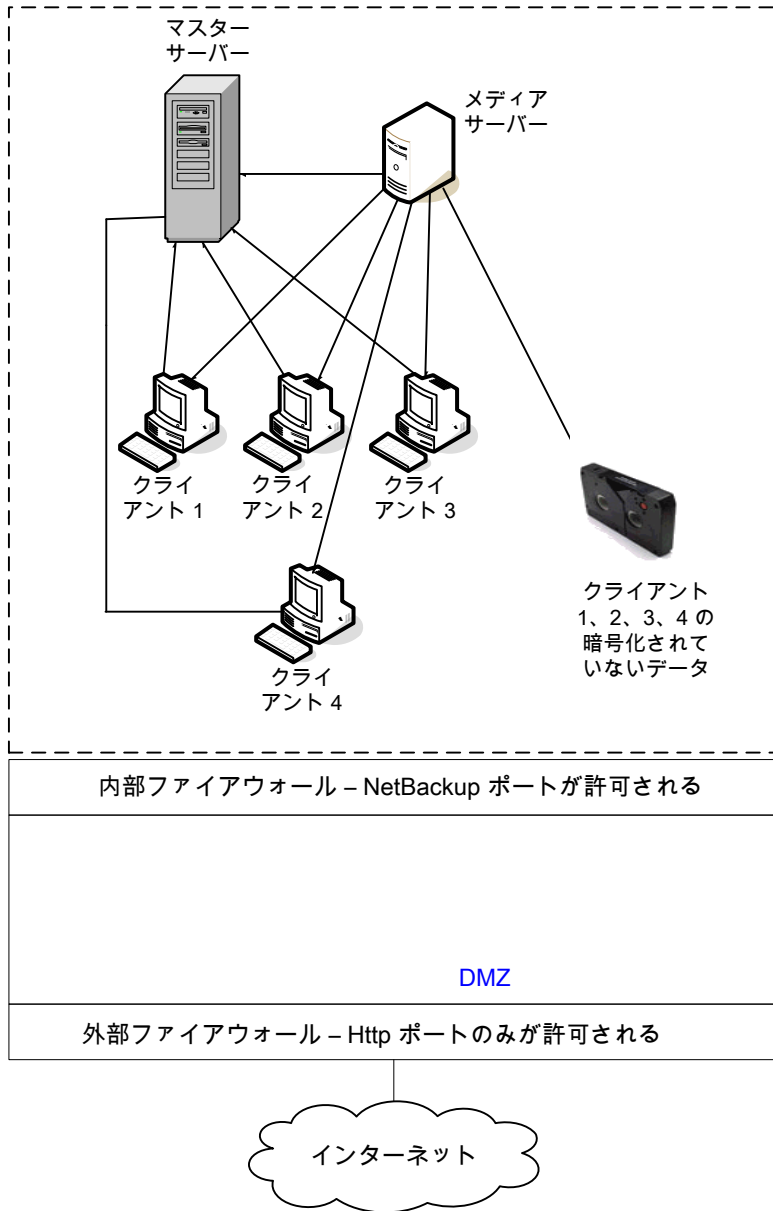 マスター
サーバー
メディア
サーバー
クライ
アント 1
クライ
アント 2
クライ
アント 3
クライ
アント 4
クライアント
1、2、3、4 の
暗号化されて
いないデータ
内部ファイアウォール – NetBackup ポートが許可される
DMZ
外部ファイアウォール – Http ポートのみが許可される
インターネット